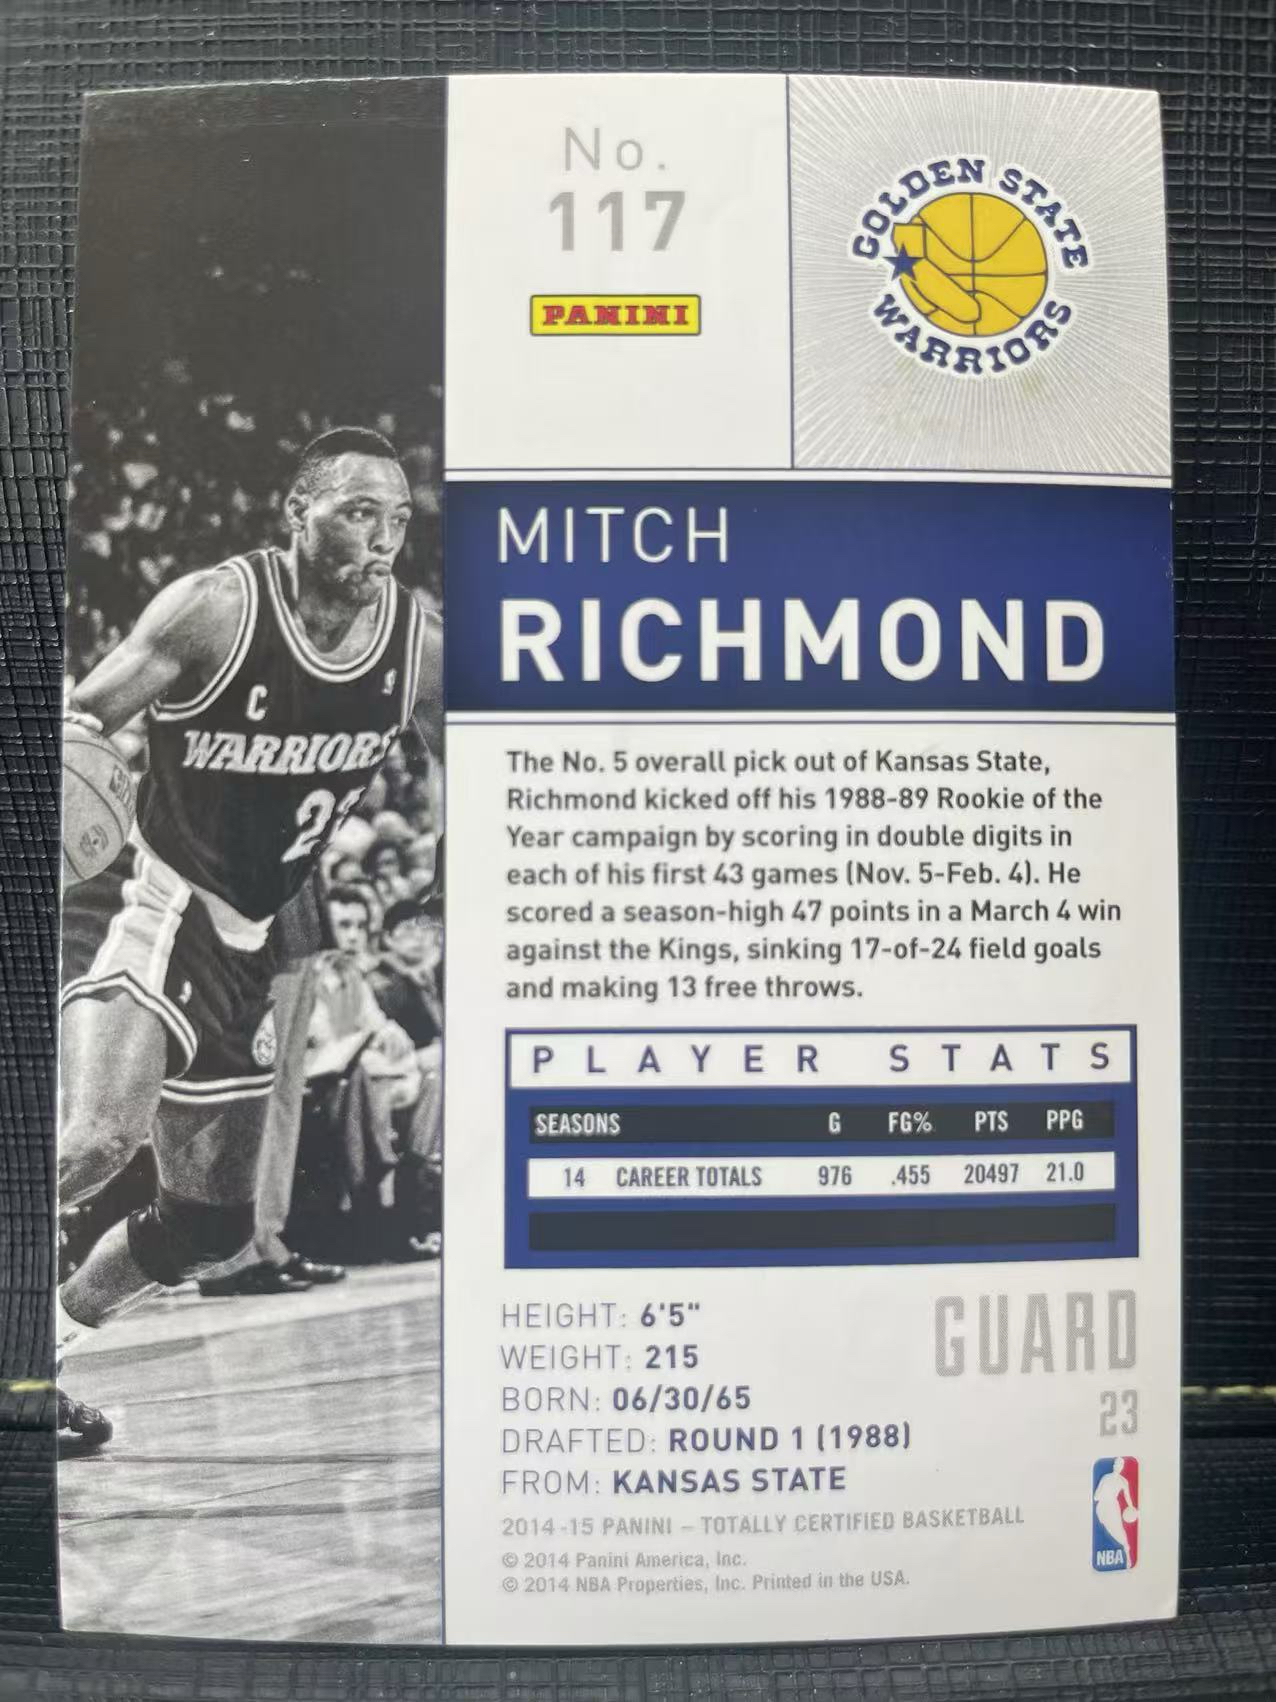 No.
117
PANINI
GOLDEN STATE
WARRIORS
MITCH
RICHMOND
C
WARRIORS
The No. 5 overall pick out of Kansas State,
Richmond kicked off his 1988-89 Rookie of the
Year campaign by scoring in double digits in
each of his first 43 games (Nov. 5-Feb. 4). He
scored a season-high 47 points in a March 4 win
against the Kings, sinking 17-of-24 field goals
and making 13 free throws.
PLAYER STATS
SEASONS G FG% PTS PPG
14 CAREER TOTALS 976 .455 20497 21.0
HEIGHT: 6'5"
WEIGHT: 215
BORN: 06/30/65
DRAFTED: ROUND 1 (1988)
FROM: KANSAS STATE
GUARD
23
2014-15 PANINI – TOTALLY CERTIFIED BASKETBALL
© 2014 Panini America, Inc.
© 2014 NBA Properties, Inc. Printed in the USA.
NBA